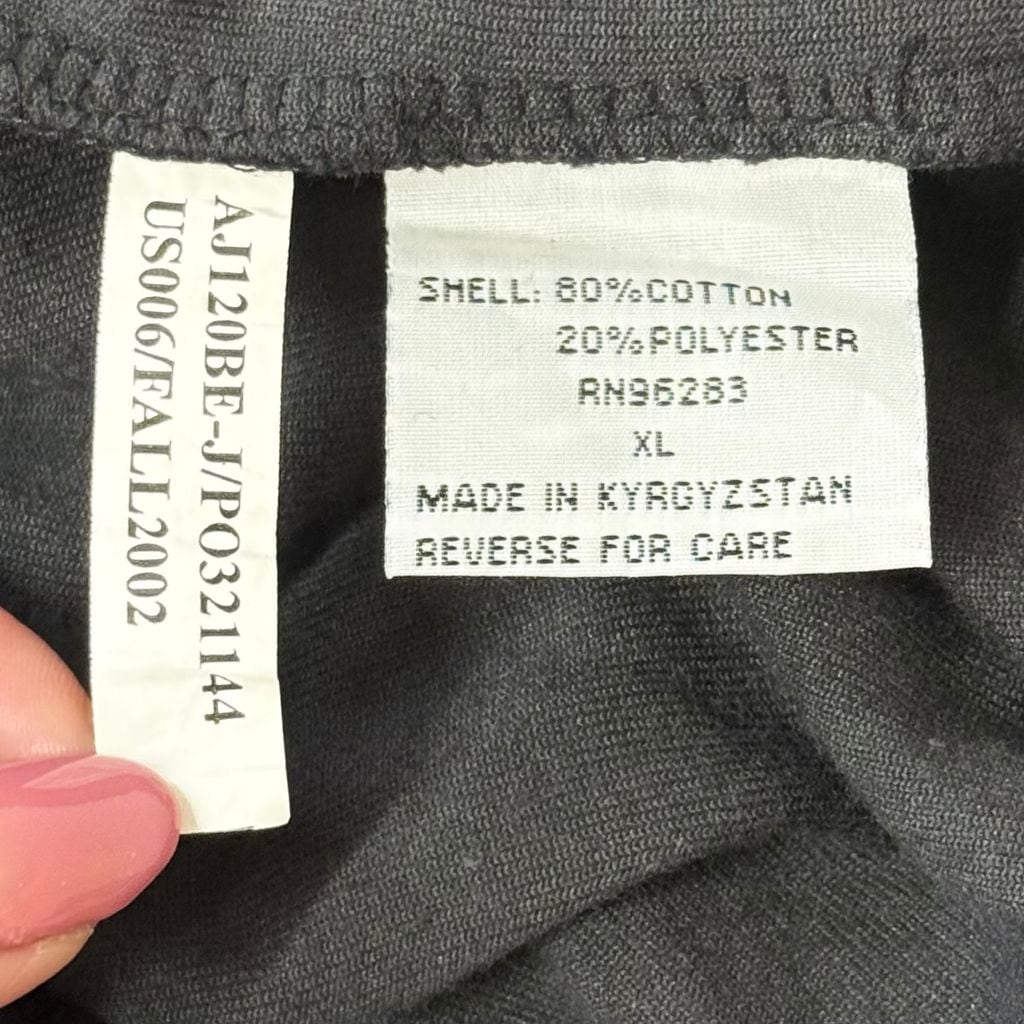 AJ120BE-J/PO321144
US006/FALL2002
SHELL: 80%COTTON
20%POLYESTER
RN96283
XL
MADE IN KYRGYZSTAN
REVERSE FOR CARE